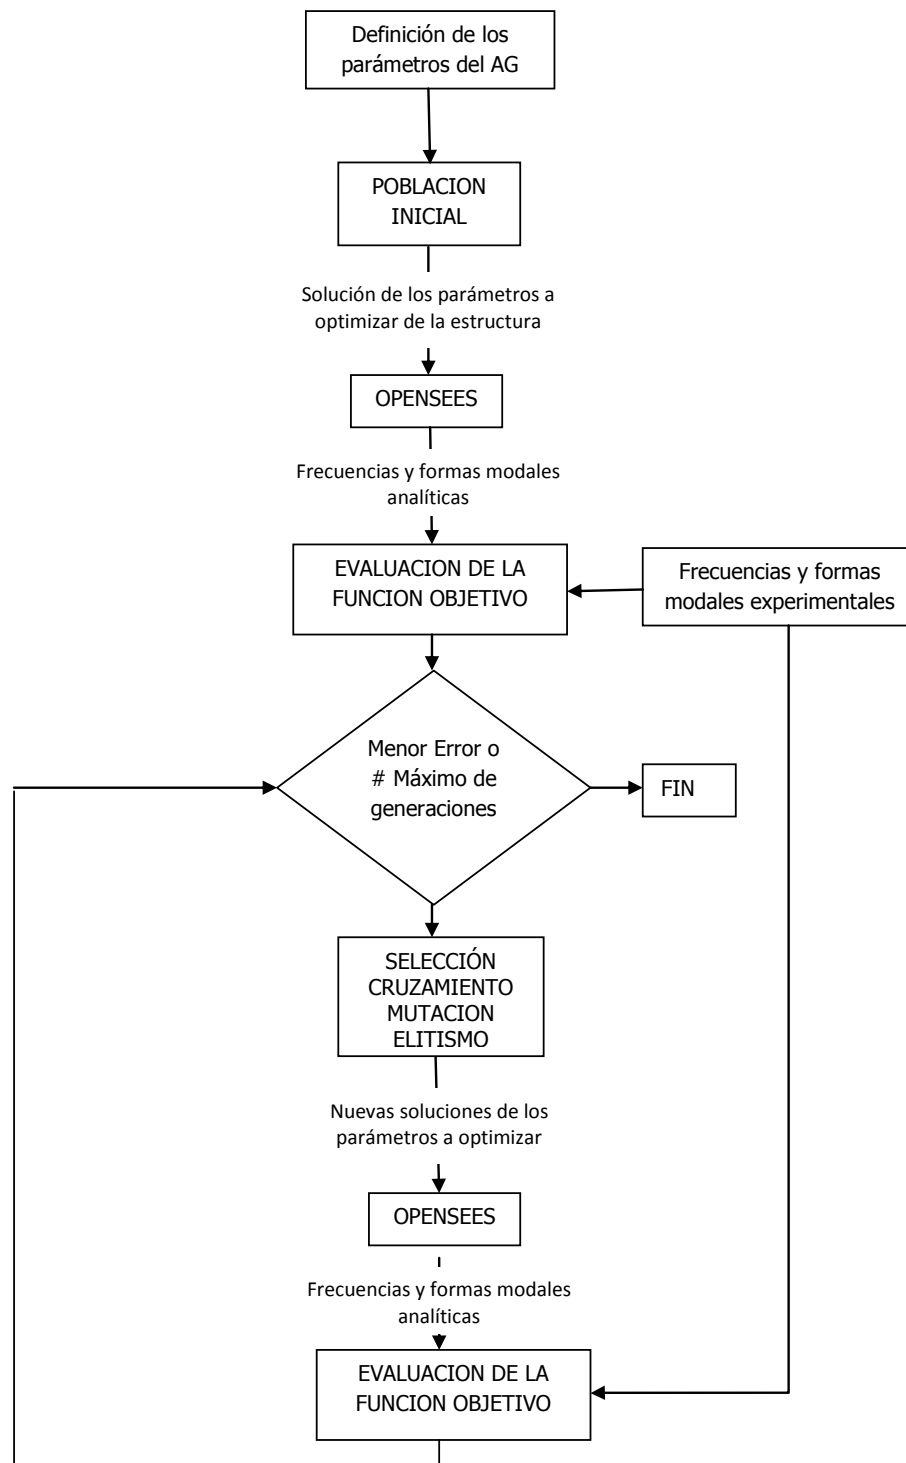 Definición de los
parámetros del AG
POBLACION
INICIAL
Solución de los parámetros a
optimizar de la estructura
OPENSEES
Frecuencias y formas modales
analíticas
EVALUACION DE LA
FUNCION OBJETIVO
Frecuencias y formas
modales experimentales
Menor Error o
# Máximo de
generaciones
FIN
SELECCIÓN
CRUZAMIENTO
MUTACION
ELITISMO
Nuevas soluciones de los
parámetros a optimizar
OPENSEES
Frecuencias y formas modales
analíticas
EVALUACION DE LA
FUNCION OBJETIVO